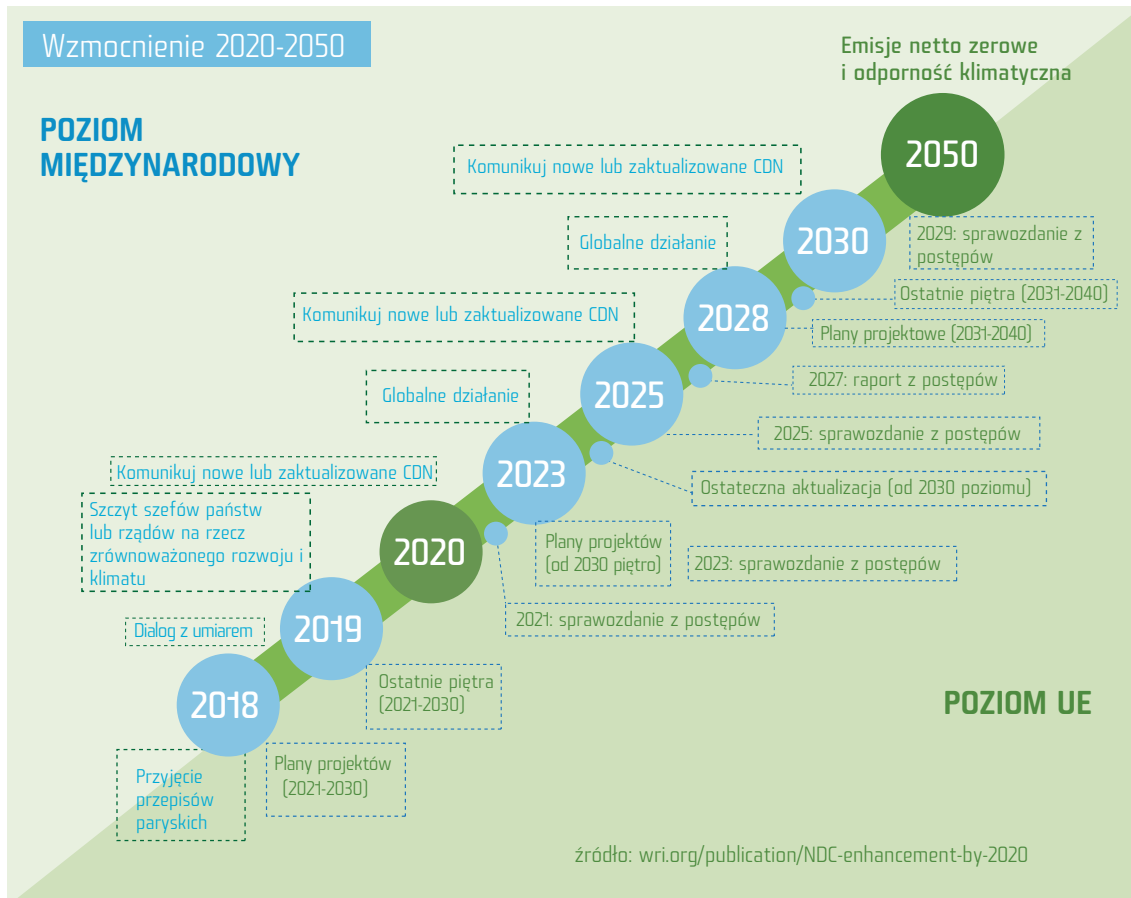 Wzmocnienie 2020-2050
Emisje netto zerowe
i odporność klimatyczna
POZIOM
MIĘDZYNARODOWY
2050
Komunikuj nowe lub zaktualizowane CDN
2030
2029: sprawozdanie z
postępów
Globalne działanie
Ostatnie piętra (2031-2040)
Komunikuj nowe lub zaktualizowane CDN
2028
Plany projektowe (2031-2040)
2027: raport z postępów
Globalne działanie
2025
2025: sprawozdanie z postępów
Komunikuj nowe lub zaktualizowane CDN
2023
Ostateczna aktualizacja (od 2030 poziomu)
Szczyt szefów państw
lub rządów na rzecz
zrównoważonego rozwoju i
klimatu
2020
Plany projektów
(od 2030 piętro)
2023: sprawozdanie z postępów
2021: sprawozdanie z postępów
Dialog z umiarem
2019
Ostatnie piętra
(2021-2030)
2018
POZIOM UE
Przyjęcie
przepisów
paryskich
Plany projektów
(2021-2030)
źródło: wri.org/publication/NDC-enhancement-by-2020